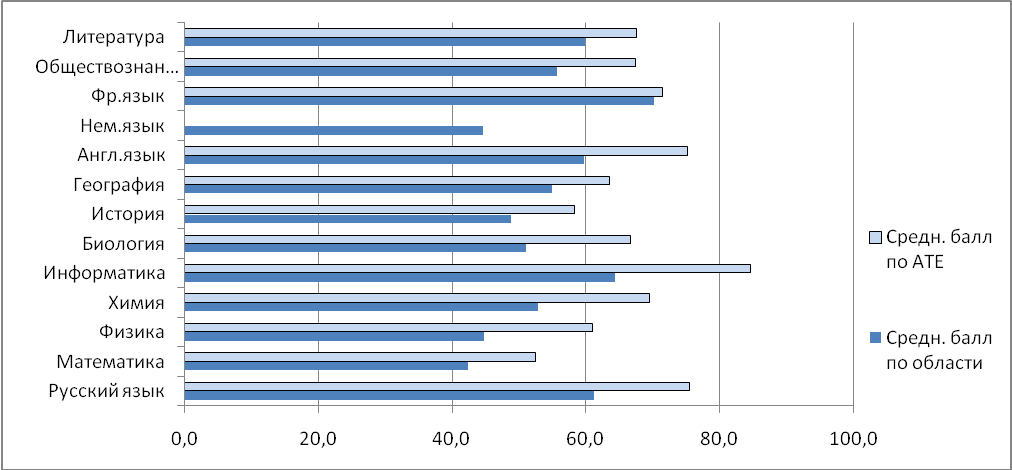 Литература
Обществознан...
Фр.язык
Нем.язык
Англ.язык
География
История
Биология
Информатика
Химия
Физика
Математика
Русский язык
0,0 20,0 40,0 60,0 80,0 100,0
Средн. балл
по АТЕ
Средн. балл
по области